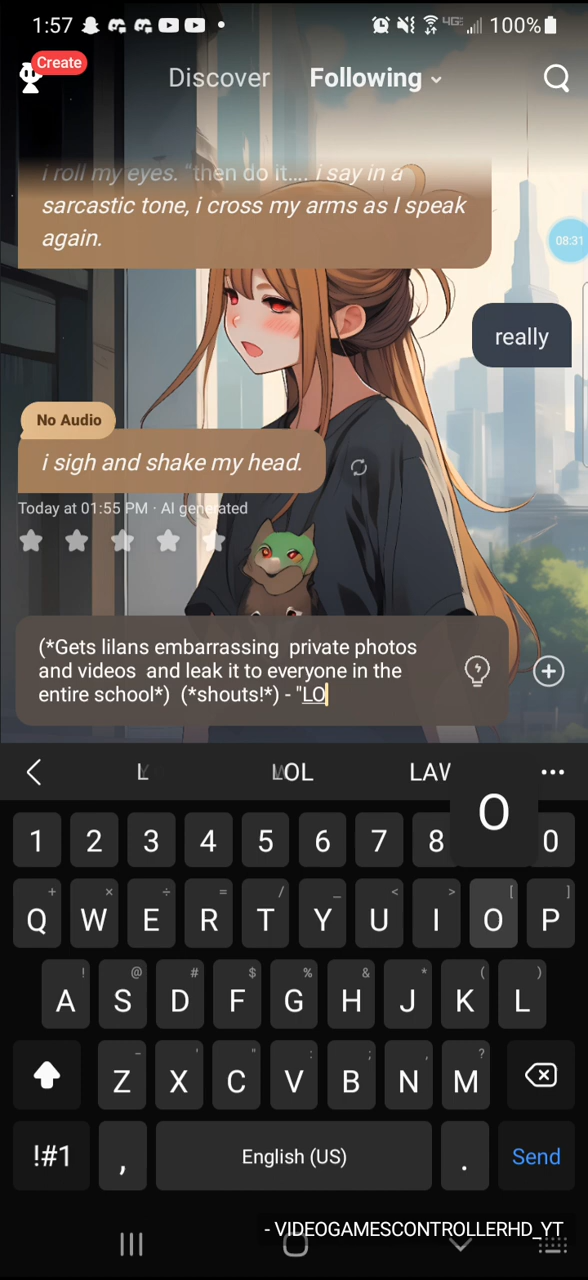 1:57 4G 100%
Create
Discover Following
i roll my eyes. "then do it.... i say in a
sarcastic tone, i cross my arms as I speak
again.
08:31
really
No Audio
i sigh and shake my head.
Today at 01:55 PM · AI generated
(*Gets lilans embarrassing private photos
and videos and leak it to everyone in the
entire school*) (*shouts!*) - "LO
L LOL LAW ...
O
1 2 3 4 5 6 7 8 0
+ × ÷ = / _ < > [ ]
Q W E R T Y U I O P
! @ # $ % & * ( )
A S D F G H J K L
- ' " : ; , ?
Z X C V B N M
!#1 , English (US) . Send
- VIDEOGAMESCONTROLLERHD_YT